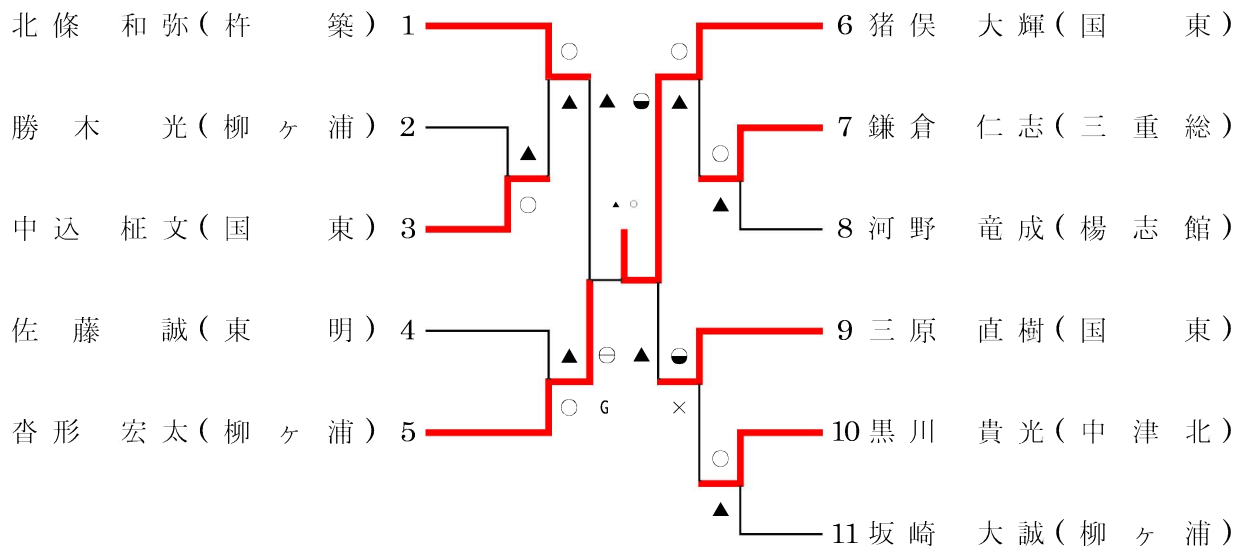 北條 和弥(杵 築) 1
勝木 光(柳ヶ浦) 2
中込 柾文(国 東) 3
佐藤 誠(東 明) 4
沓形 宏太(柳ヶ浦) 5
G
6 猪俣 大輝(国 東)
7 鎌倉 仁志(三重総)
8 河野 竜成(楊志館)
9 三原 直樹(国 東)
10 黒川 貴光(中津北)
11 坂崎 大誠(柳ヶ浦)